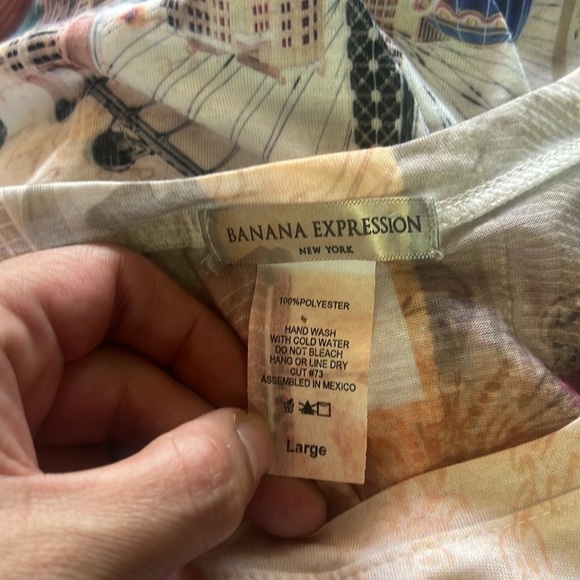 BANANA EXPRESSION
NEW YORK
100%POLYESTER
HAND WASH
WITH COLD WATER
DO NOT BLEACH
HANG OR LINE DRY
CUT #73
ASSEMBLED IN MEXICO
Large